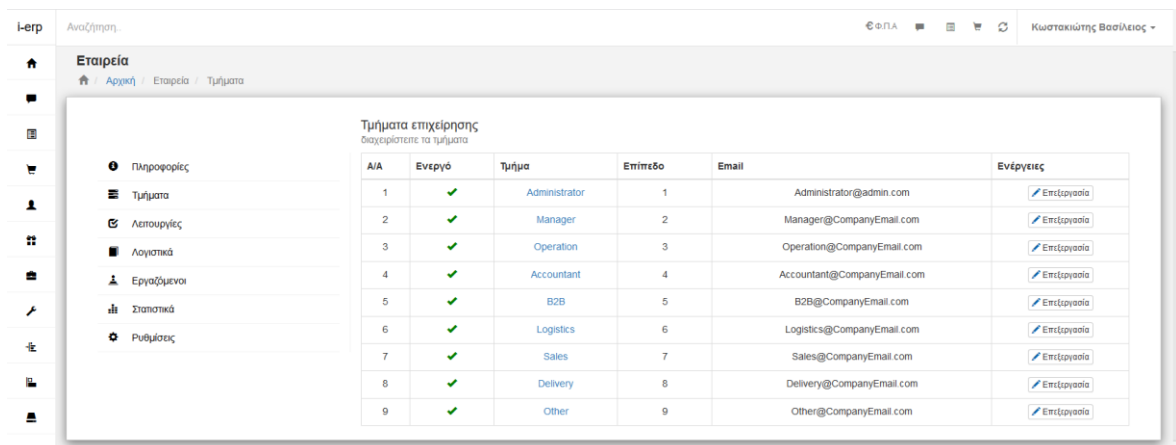 i-erp Αναζήτηση.. € Φ.Π.Α Κωστακιώτης Βασίλειος
Εταιρεία
/ Αρχική / Εταιρεία / Τμήματα
Τμήματα επιχείρησης
διαχειρίστειτε τα τμήματα
Πληροφορίες
Τμήματα
Λειτουργίες
Λογιστικά
Εργαζόμενοι
Στατιστικά
Ρυθμίσεις
Α/Α Ενεργό Τμήμα Επίπεδο Email Ενέργειες
1 Administrator 1 Administrator@admin.com Επεξεργασία
2 Manager 2 Manager@CompanyEmail.com Επεξεργασία
3 Operation 3 Operation@CompanyEmail.com Επεξεργασία
4 Accountant 4 Accountant@CompanyEmail.com Επεξεργασία
5 B2B 5 B2B@CompanyEmail.com Επεξεργασία
6 Logistics 6 Logistics@CompanyEmail.com Επεξεργασία
7 Sales 7 Sales@CompanyEmail.com Επεξεργασία
8 Delivery 8 Delivery@CompanyEmail.com Επεξεργασία
9 Other 9 Other@CompanyEmail.com Επεξεργασία